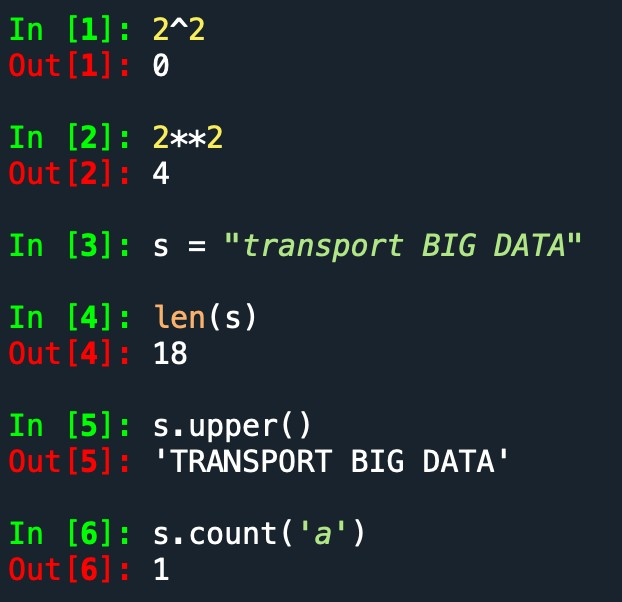 In [1]: 2^2
Out[1]: 0
In [2]: 2**2
Out[2]: 4
In [3]: s = "transport BIG DATA"
In [4]: len(s)
Out[4]: 18
In [5]: s.upper()
Out[5]: 'TRANSPORT BIG DATA'
In [6]: s.count('a')
Out[6]: 1